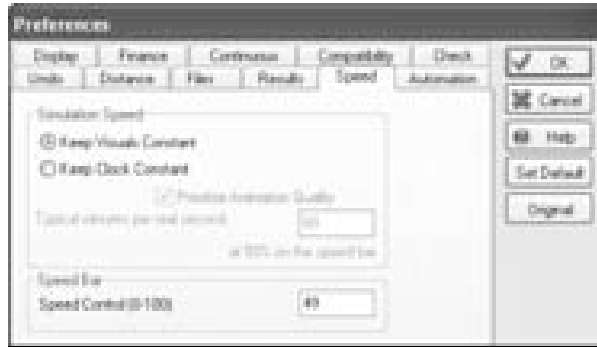 Preferences
Display Finance Continuous Compatibility Check
Units Distance Files Results Speed Automation
Simulation Speed
Keep Visuals Constant
Keep Clock Constant
Prioritise Animation Quality
Typical minutes per real second
at 50% on the speed bar
Speed Bar
Speed Control (0-100) 49
OK
Cancel
Help
Set Default
Original